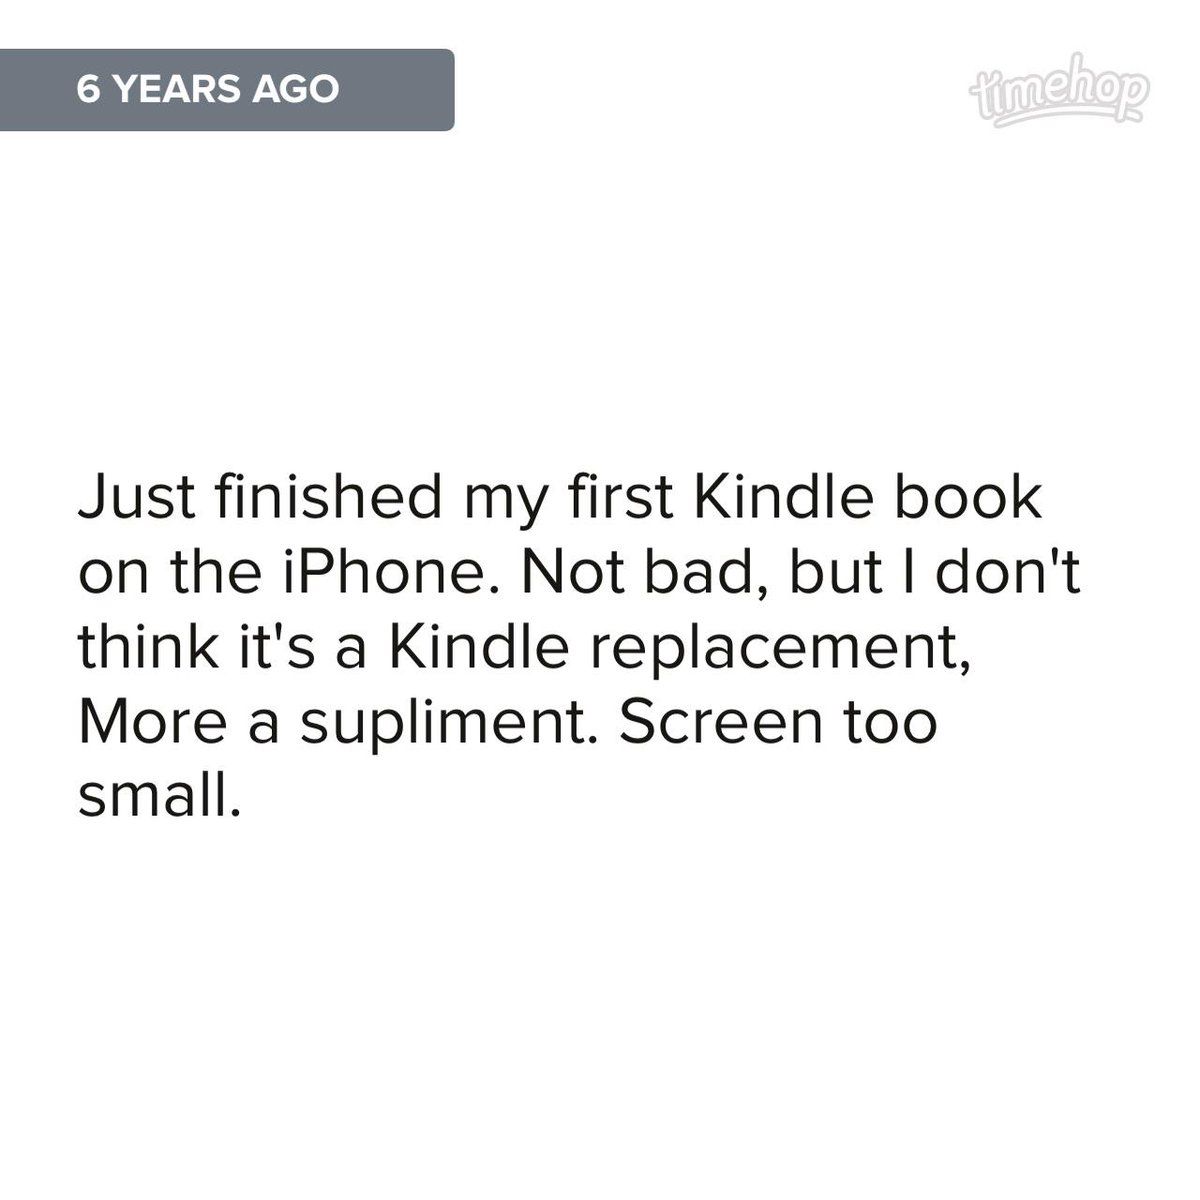 6 YEARS AGO
timehop
Just finished my first Kindle book
on the iPhone. Not bad, but I don't
think it's a Kindle replacement,
More a supliment. Screen too
small.